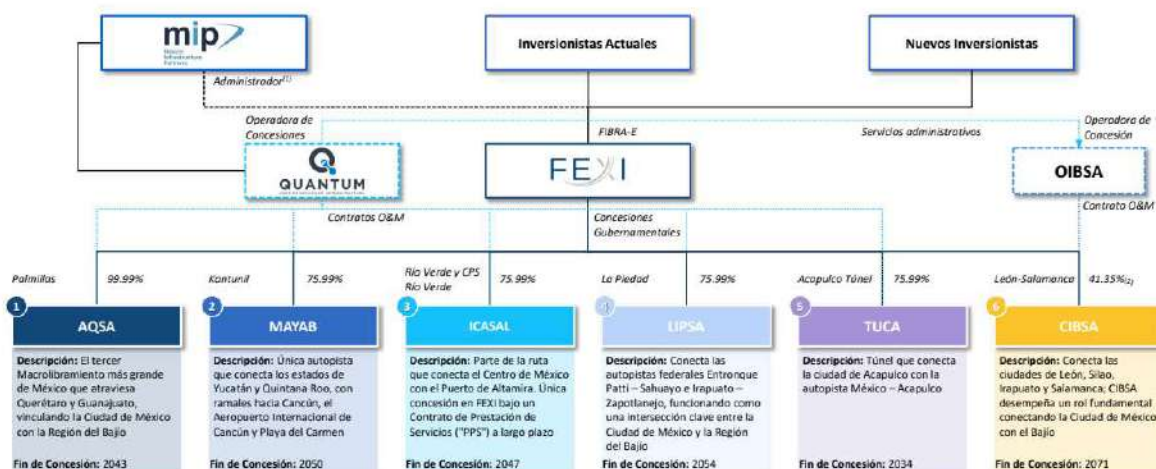 mip
Mexico
Infrastructure
Partners
Inversionistas Actuales
Nuevos Inversionistas
Administrador(1)
Operadora de
Concesiones
FIBRA-E
Servicios administrativos
Operadora de
Concesión
QUANTUM
FEXI
OIBSA
Contratos O&M
Concesiones
Gubernamentales
Contrato O&M
Palmillas 99.99%
Kantunil 75.99%
Río Verde y CPS
Río Verde
75.99%
La Piedad 75.99%
Acapulco Túnel 75.99%
León-Salamanca 41.35%(2)
1
AQSA
Descripción: El tercer
Macrolibramiento más grande
de México que atraviesa
Querétaro y Guanajuato,
vinculando la Ciudad de México
con la Región del Bajío
Fin de Concesión: 2043
2
MAYAB
Descripción: Única autopista
que conecta los estados de
Yucatán y Quintana Roo, con
ramales hacia Cancún, el
Aeropuerto Internacional de
Cancún y Playa del Carmen
Fin de Concesión: 2050
3
ICASAL
Descripción: Parte de la ruta
que conecta el Centro de México
con el Puerto de Altamira. Única
concesión en FEXI bajo un
Contrato de Prestación de
Servicios ("PPS") a largo plazo
Fin de Concesión: 2047
4
LIPSA
Descripción: Conecta las
autopistas federales Entronque
Patti – Sahuayo e Irapuato –
Zapotlanejo, funcionando como
una intersección clave entre la
Ciudad de México y la Región
del Bajío
Fin de Concesión: 2054
5
TUCA
Descripción: Túnel que conecta
la ciudad de Acapulco con la
autopista México – Acapulco
Fin de Concesión: 2034
6
CIBSA
Descripción: Conecta las
ciudades de León, Silao,
Irapuato y Salamanca; CIBSA
desempeña un rol fundamental
conectando la Ciudad de México
con el Bajío
Fin de Concesión: 2071